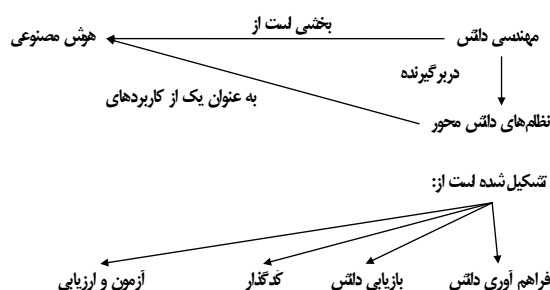 مهندسی دانش بخشی است از هوش مصنوعی
دربرگیرنده
به عنوان یک از کاربردهای
نظام‌های دانش محور
تشکیل شده است از:
فراهم آوری دانش بازیابی دانش کدگذار آزمون و ارزیابی